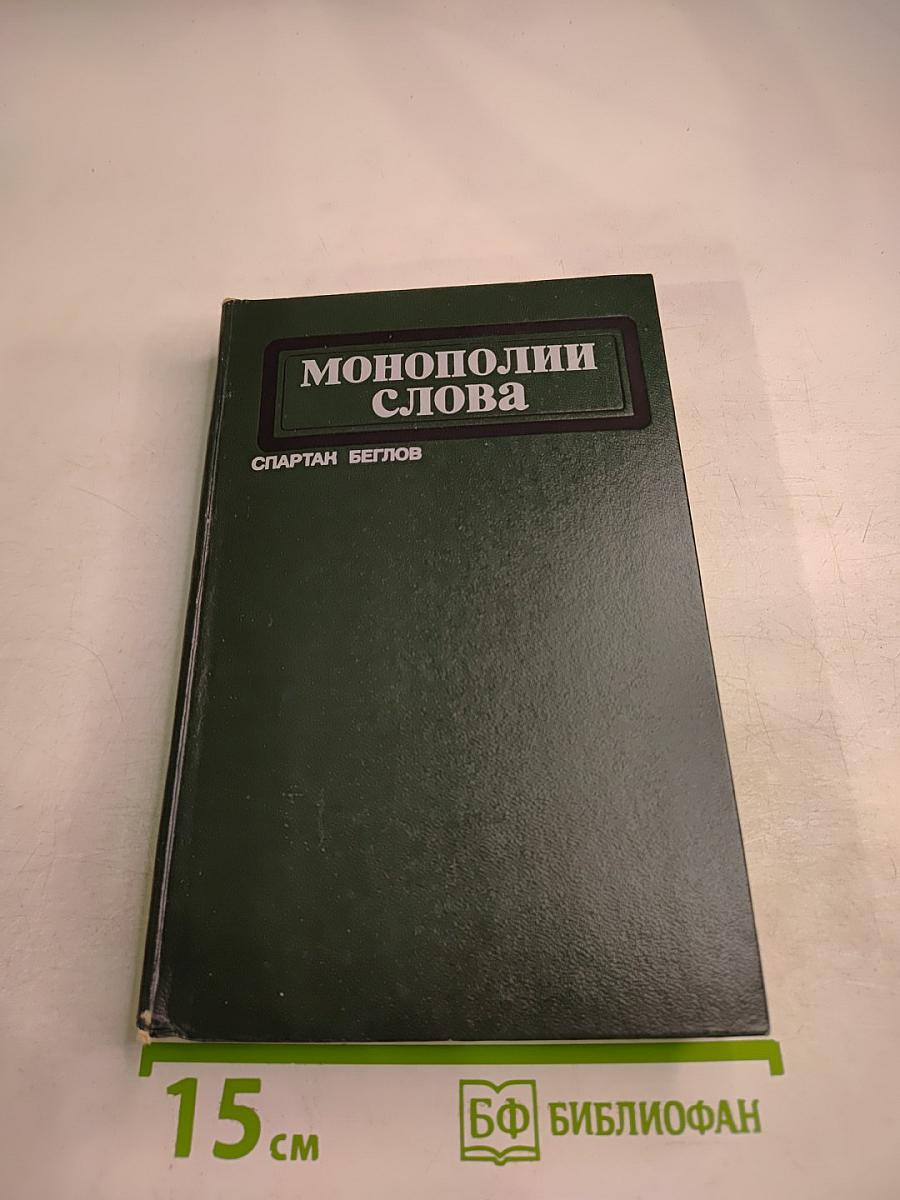 МОНОПОЛИИ
СЛОВА
СПАРТАК БЕГЛОВ
15 см
БФ БИБЛИОФАН